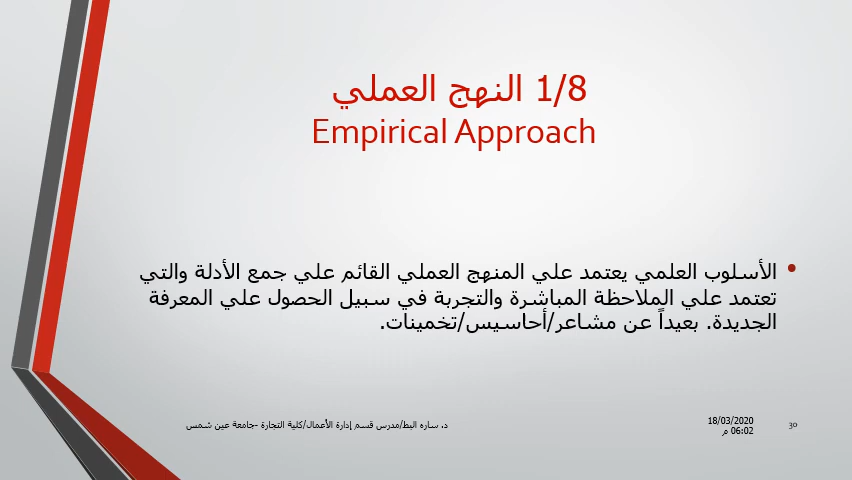 1/8 النهج العملي
Empirical Approach
• الأسلوب العلمي يعتمد علي المنهج العملي القائم علي جمع الأدلة والتي
تعتمد علي الملاحظة المباشرة والتجربة في سبيل الحصول علي المعرفة
الجديدة. بعيداً عن مشاعر/أحاسيس/تخمينات.
د. ساره البط/مدرس قسم إدارة الأعمال/كلية التجارة -جامعة عين شمس
18/03/2020
06:02 م
30